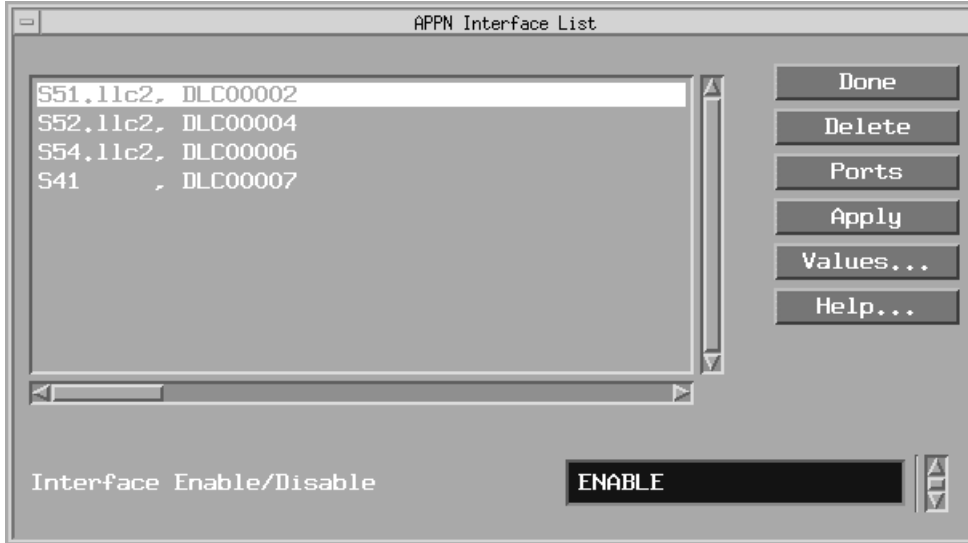 APPN Interface List
S51.llc2, DLC00002
S52.llc2, DLC00004
S54.llc2, DLC00006
S41     , DLC00007
Done
Delete
Ports
Apply
Values...
Help...
Interface Enable/Disable
ENABLE